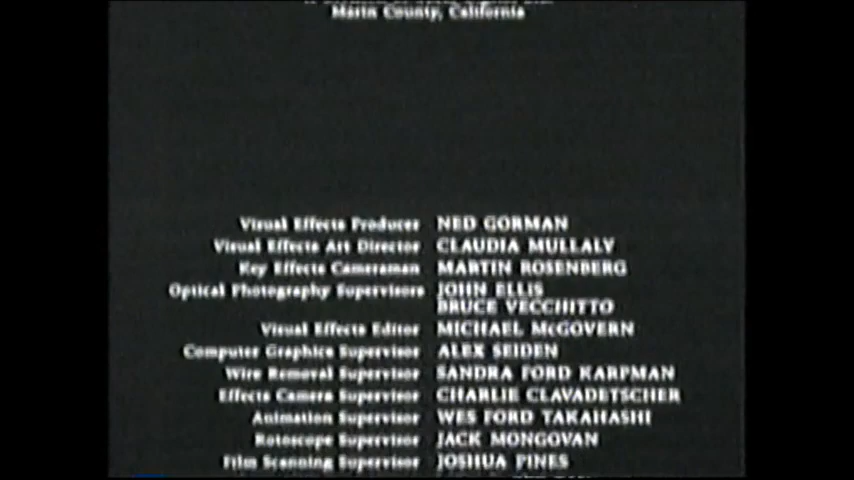 Marin County, California
Visual Effects Producer NED GORMAN
Visual Effects Art Director CLAUDIA MULLALY
Key Effects Cameraman MARTIN ROSENBERG
Optical Photography Supervisors JOHN ELLIS
BRUCE VECCHITTO
Visual Effects Editor MICHAEL McGOVERN
Computer Graphics Supervisor ALEX SEIDEN
Wire Removal Supervisor SANDRA FORD KARPMAN
Effects Camera Supervisor CHARLIE CLAVADETSCHER
Animation Supervisor WES FORD TAKAHASHI
Rotoscope Supervisor JACK MONGOVAN
Film Scanning Supervisor JOSHUA PINES